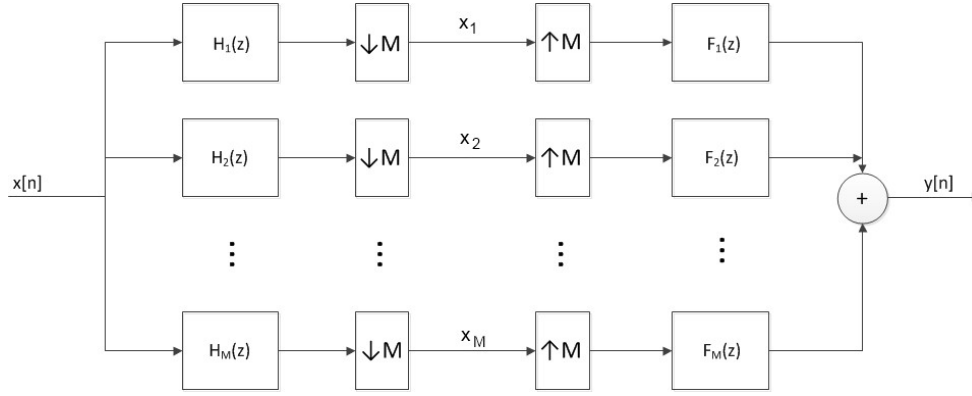 H₁(z) ↓M x₁ ↑M F₁(z)
H₂(z) ↓M x₂ ↑M F₂(z)
x[n] + y[n]
⋮ ⋮ ⋮ ⋮
H_M(z) ↓M x_M ↑M F_M(z)